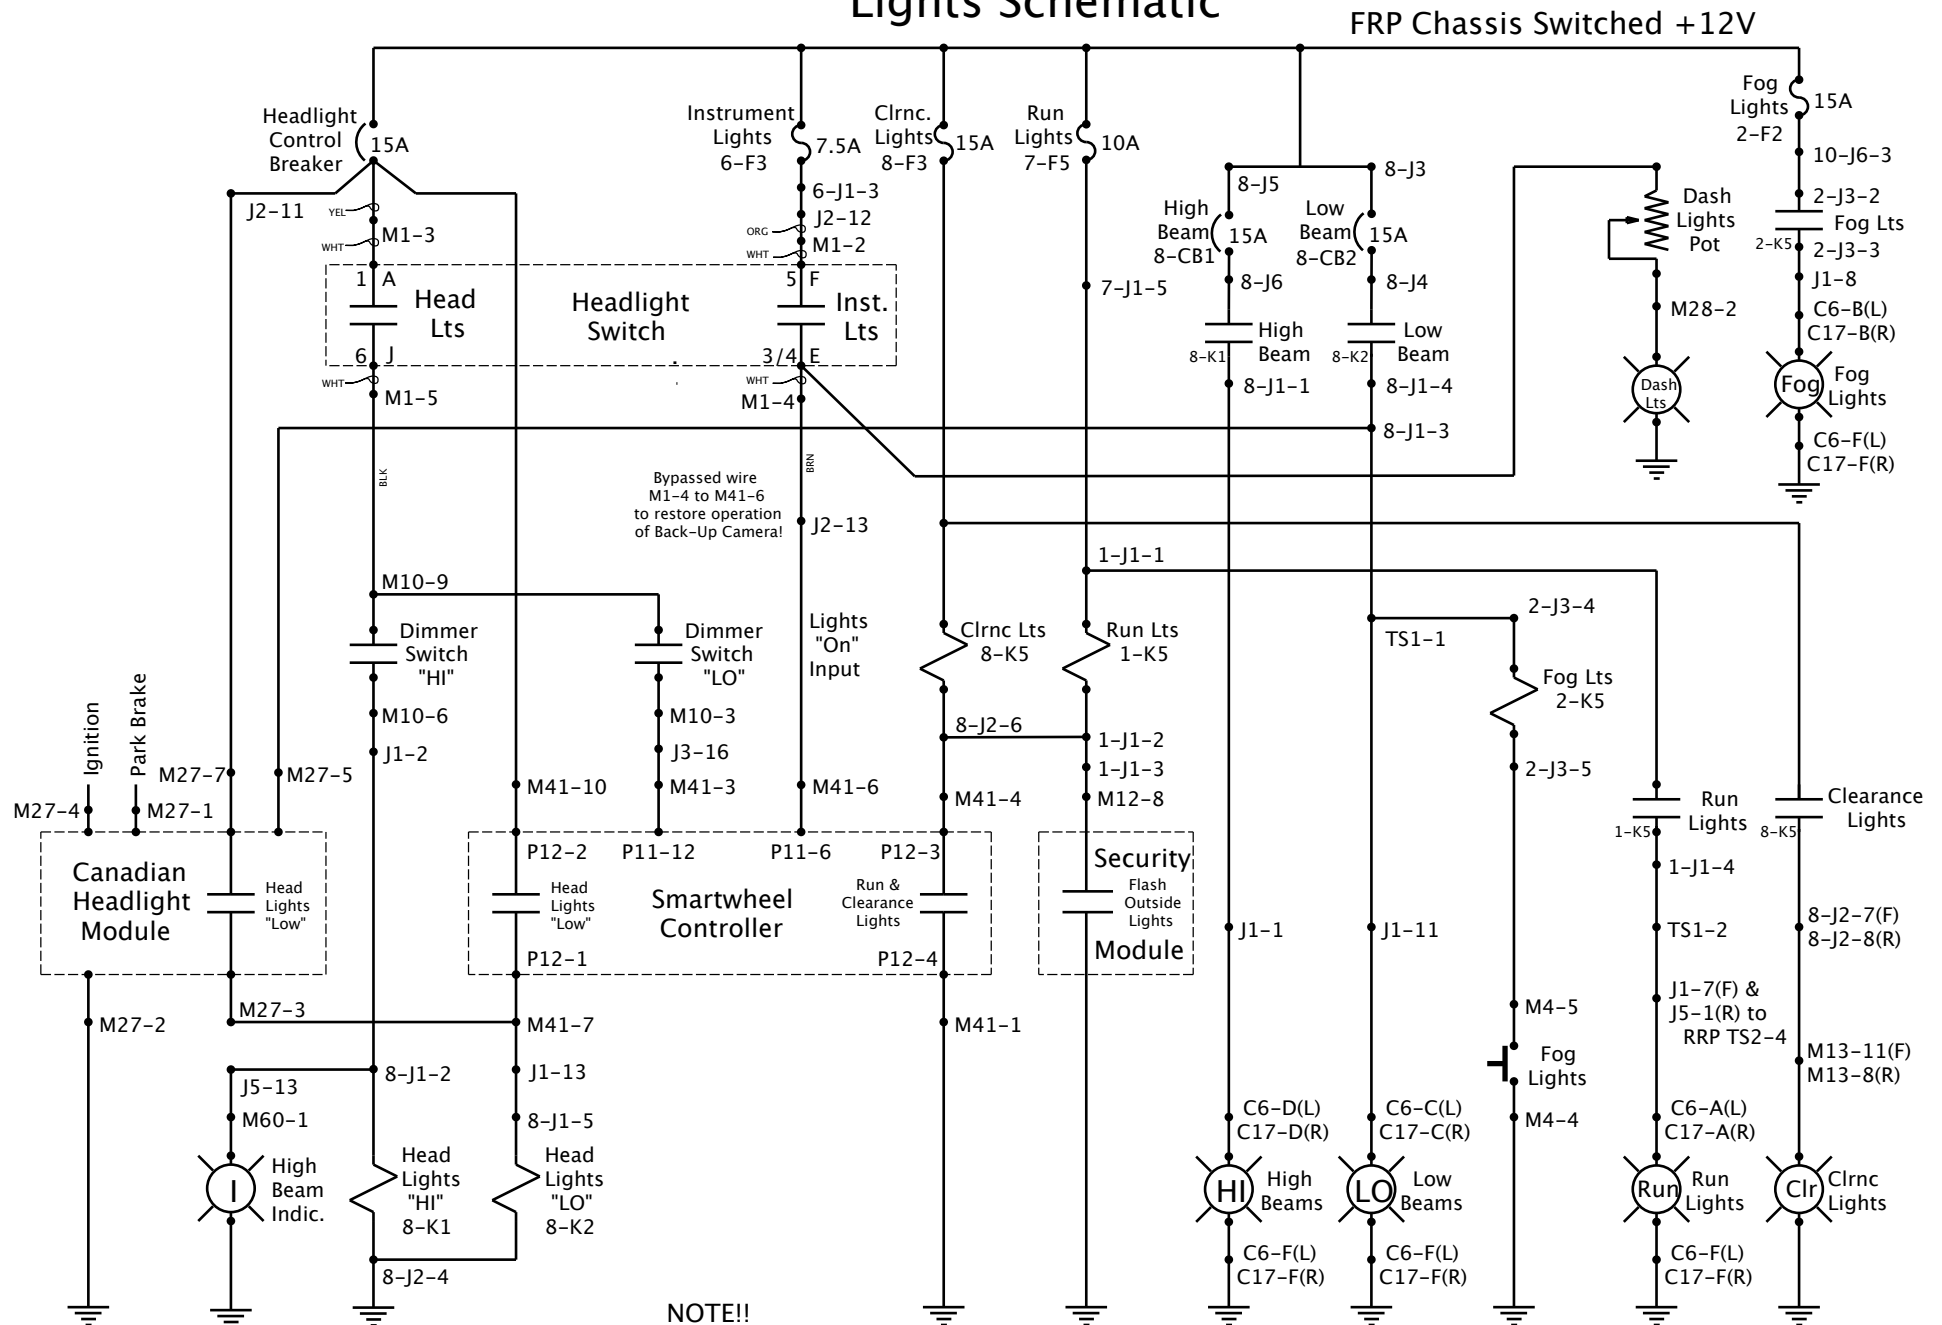 Lights Schematic
FRP Chassis Switched +12V
Headlight
Control
Breaker
15A
Instrument
Lights
6-F3
7.5A
Clrnc.
Lights
8-F3
15A
Run
Lights
7-F5
10A
Fog
Lights
2-F2
15A
10-J6-3
2-J3-2
Fog Lts
2-K5
2-J3-3
J1-8
C6-B(L)
C17-B(R)
Fog
Fog
Lights
C6-F(L)
C17-F(R)
J2-11
YEL
M1-3
WHT
6-J1-3
J2-12
ORG
M1-2
WHT
8-J5
8-J3
High
Beam
8-CB1
15A
Low
Beam
8-CB2
15A
8-J6
8-J4
High
Beam
8-K1
Low
Beam
8-K2
8-J1-1
8-J1-4
8-J1-3
Dash
Lights
Pot
M28-2
Dash
Lts
7-J1-5
1 A
Head
Lts
6 J
Headlight
Switch
5 F
Inst.
Lts
3/4 E
WHT
M1-5
WHT
M1-4
BLK
BRN
Bypassed wire
M1-4 to M41-6
to restore operation
of Back-Up Camera!
J2-13
M10-9
1-J1-1
Dimmer
Switch
"HI"
Dimmer
Switch
"LO"
Lights
"On"
Input
Clrnc Lts
8-K5
Run Lts
1-K5
TS1-1
2-J3-4
Fog Lts
2-K5
2-J3-5
M10-6
J1-2
M10-3
J3-16
M41-3
M41-6
8-J2-6
1-J1-2
1-J1-3
M41-4
M12-8
Ignition
Park Brake
M27-4
M27-1
M27-7
M27-5
M41-10
Run
Lights
1-K5
Clearance
Lights
8-K5
1-J1-4
TS1-2
8-J2-7(F)
8-J2-8(R)
Canadian
Headlight
Module
Head
Lights
"Low"
P12-2
P11-12
P11-6
P12-3
Head
Lights
"Low"
Smartwheel
Controller
Run &
Clearance
Lights
P12-1
P12-4
Security
Flash
Outside
Lights
Module
J1-1
J1-11
J1-7(F) &
J5-1(R) to
RRP TS2-4
M13-11(F)
M13-8(R)
M4-5
Fog
Lights
M4-4
M27-2
M27-3
M41-7
M41-1
J5-13
8-J1-2
J1-13
M60-1
8-J1-5
I
High
Beam
Indic.
Head
Lights
"HI"
8-K1
Head
Lights
"LO"
8-K2
8-J2-4
C6-D(L)
C17-D(R)
HI
High
Beams
C6-F(L)
C17-F(R)
C6-C(L)
C17-C(R)
LO
Low
Beams
C6-F(L)
C17-F(R)
C6-A(L)
C17-A(R)
Run
Run
Lights
C6-F(L)
C17-F(R)
Clr
Clrnc
Lights
NOTE!!